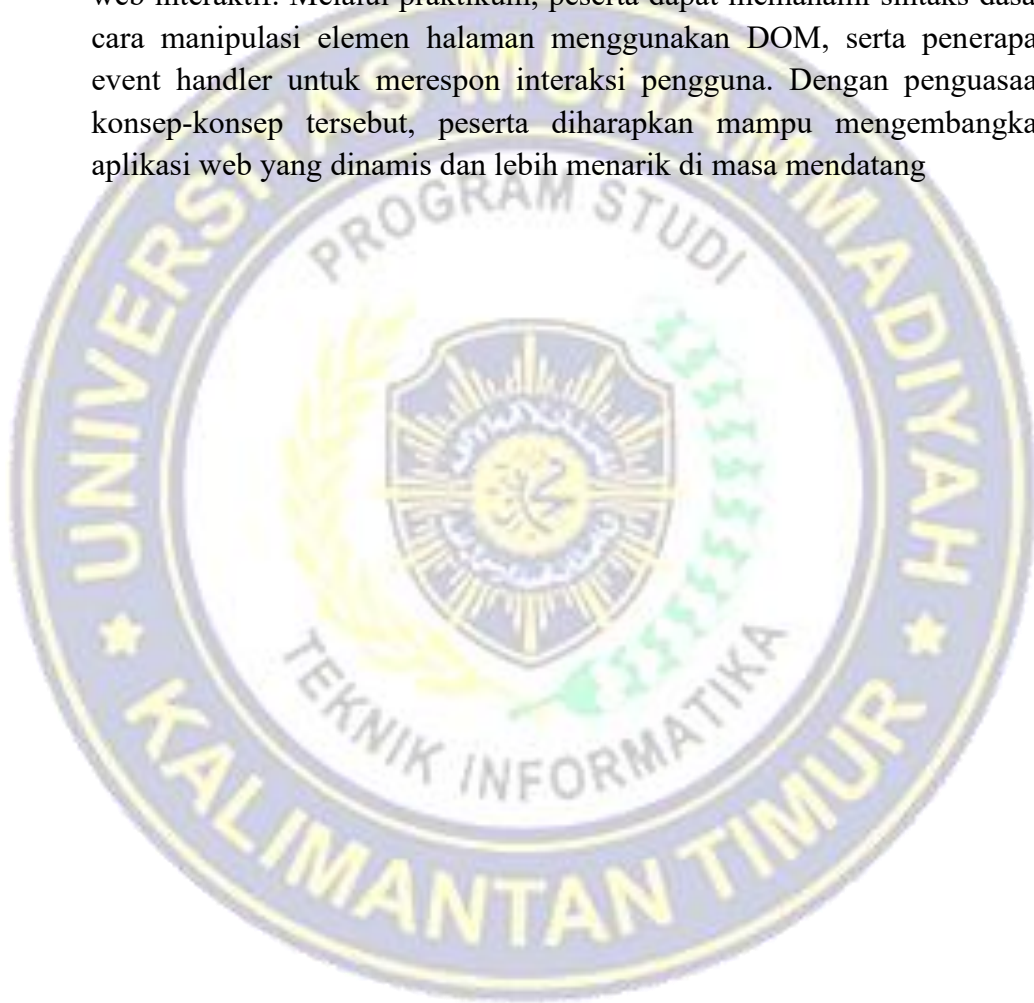 web interaktif. Melalui praktikum, peserta dapat memahami sintaks dasa
cara manipulasi elemen halaman menggunakan DOM, serta penerapa
event handler untuk merespon interaksi pengguna. Dengan penguasaa
konsep-konsep tersebut, peserta diharapkan mampu mengembangka
aplikasi web yang dinamis dan lebih menarik di masa mendatang
UNIVERSITAS MUHAMMADIYAH
PROGRAM STUDI
TEKNIK INFORMATIKA
KALIMANTAN TIMUR